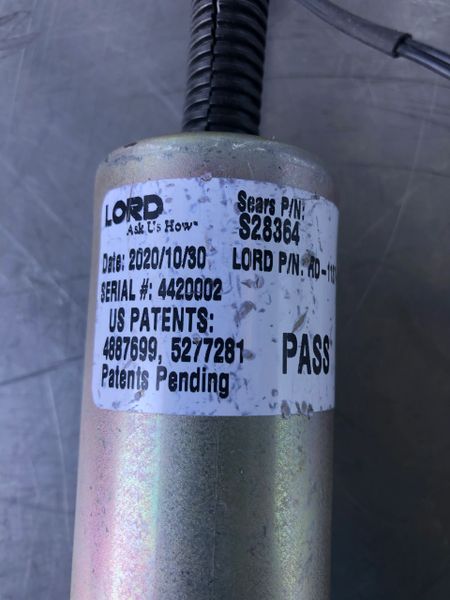 LORD
Ask Us How™
Sears P/N:
S28364
Date: 2020/10/30
LORD P/N:
SERIAL #: 4420002
US PATENTS:
4887699, 5277281
Patents Pending
PASS